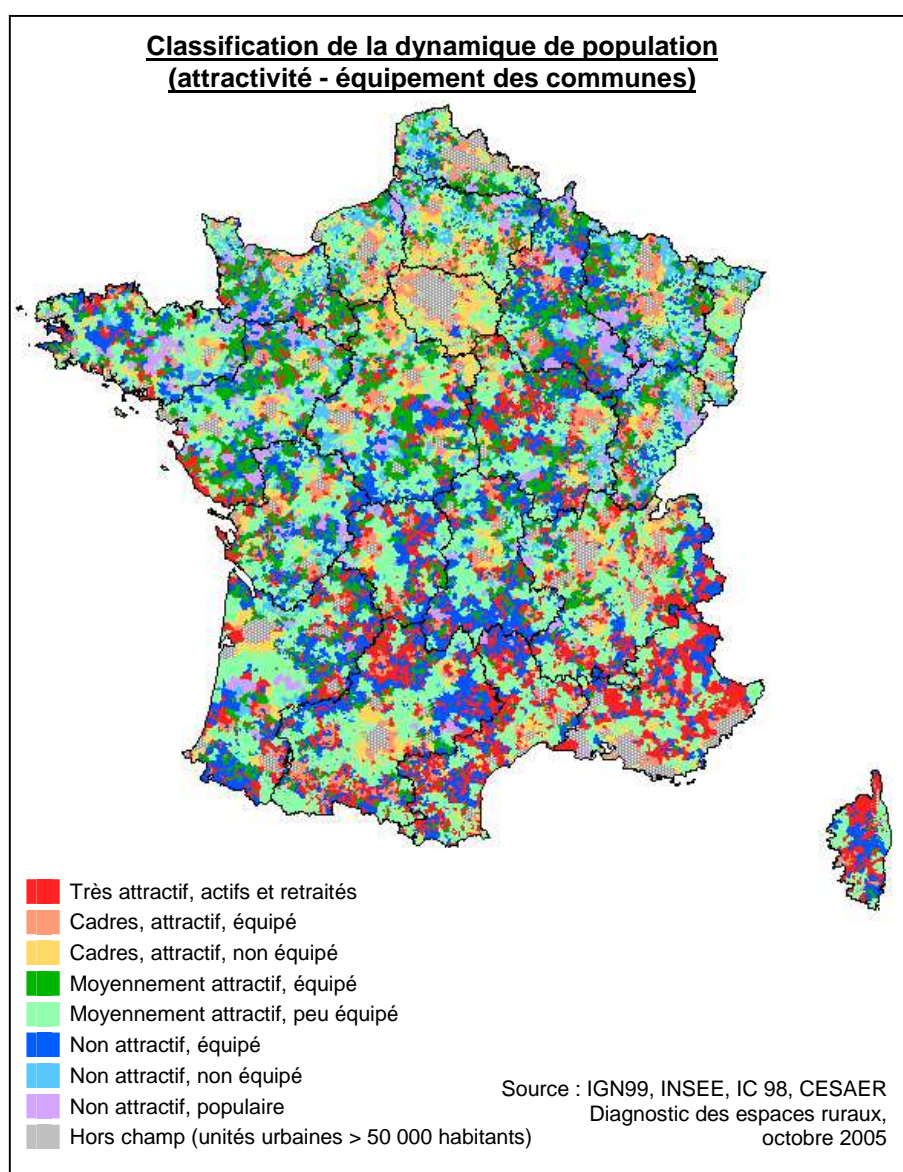 Classification de la dynamique de population
(attractivité - équipement des communes)
Très attractif, actifs et retraités
Cadres, attractif, équipé
Cadres, attractif, non équipé
Moyennement attractif, équipé
Moyennement attractif, peu équipé
Non attractif, équipé
Non attractif, non équipé
Non attractif, populaire
Hors champ (unités urbaines > 50 000 habitants)
Source : IGN99, INSEE, IC 98, CESAER
Diagnostic des espaces ruraux,
octobre 2005